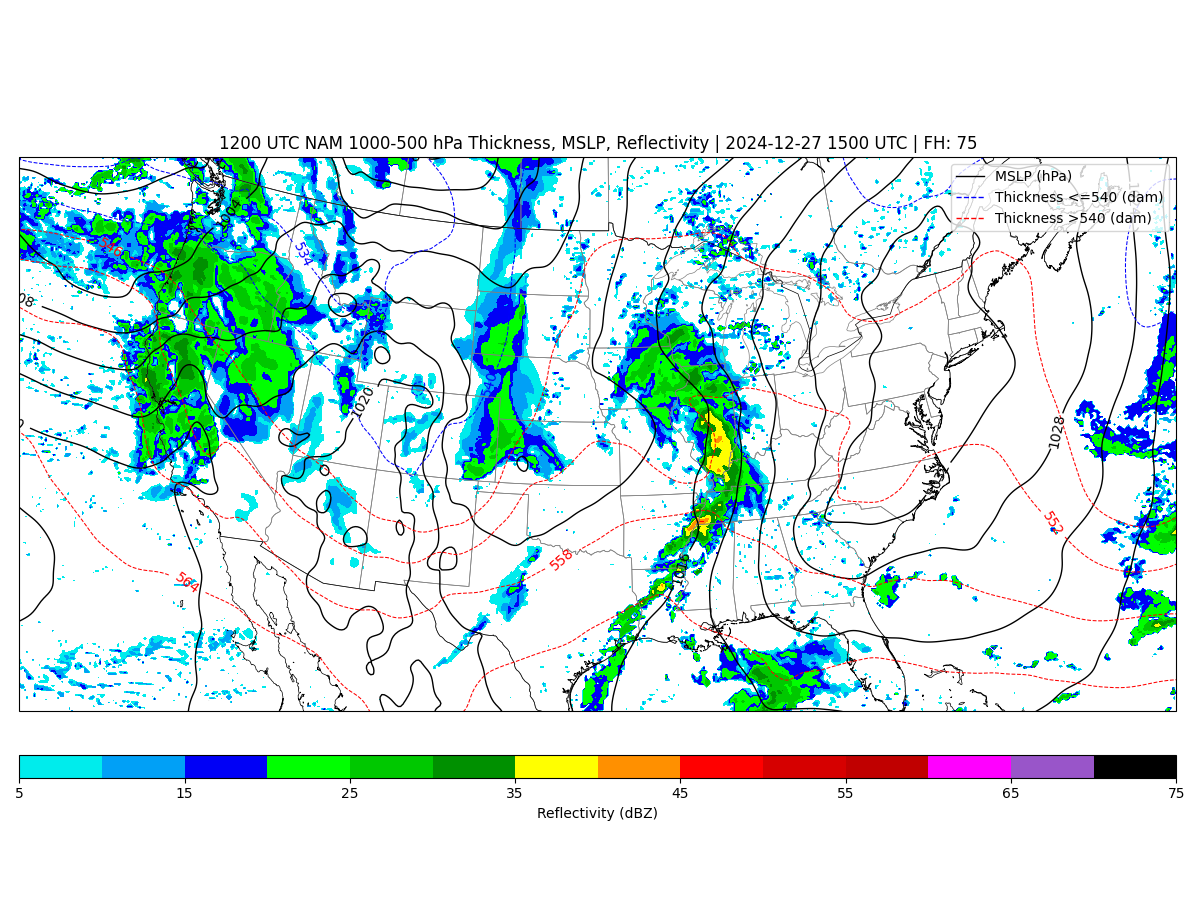 1200 UTC NAM 1000-500 hPa Thickness, MSLP, Reflectivity | 2024-12-27 1500 UTC | FH: 75
MSLP (hPa)
Thickness <=540 (dam)
Thickness >540 (dam)
534
08
1020
1028
552
558
564
1016
5 15 25 35 45 55 65 75
Reflectivity (dBZ)